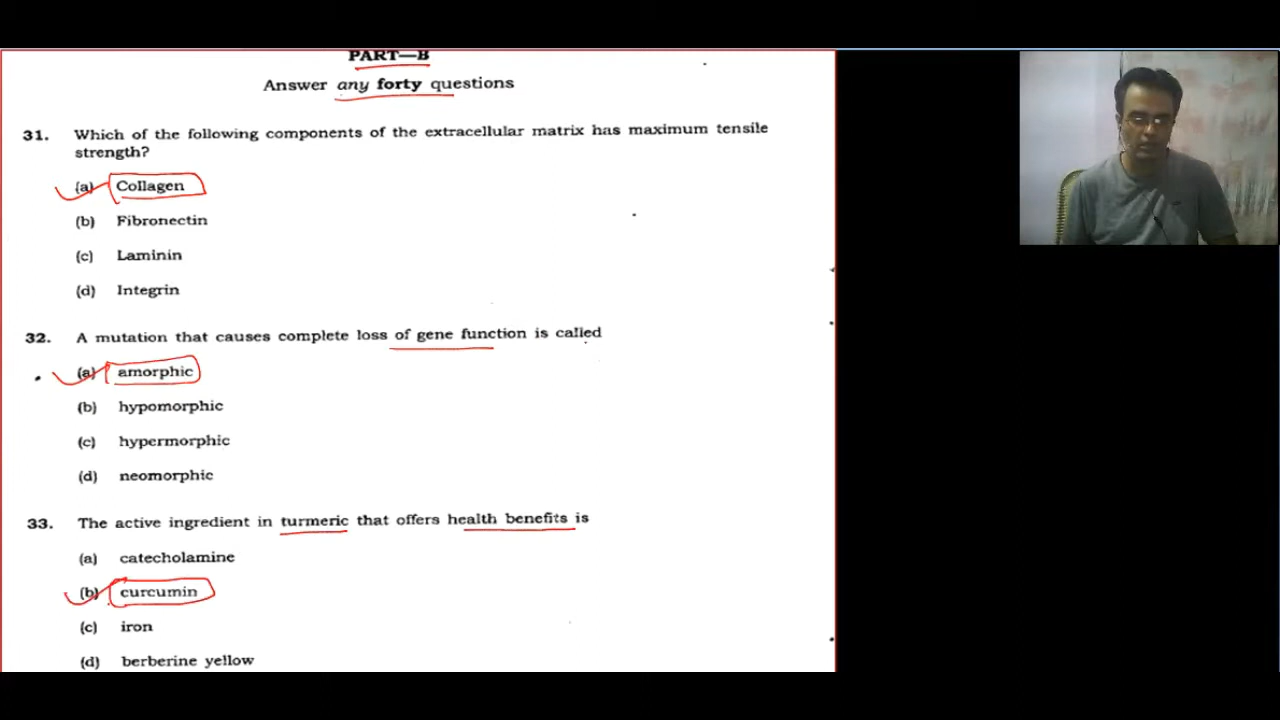 PART—B
Answer any forty questions
31. Which of the following components of the extracellular matrix has maximum tensile
strength?
(a) Collagen
(b) Fibronectin
(c) Laminin
(d) Integrin
32. A mutation that causes complete loss of gene function is called
(a) amorphic
(b) hypomorphic
(c) hypermorphic
(d) neomorphic
33. The active ingredient in turmeric that offers health benefits is
(a) catecholamine
(b) curcumin
(c) iron
(d) berberine yellow